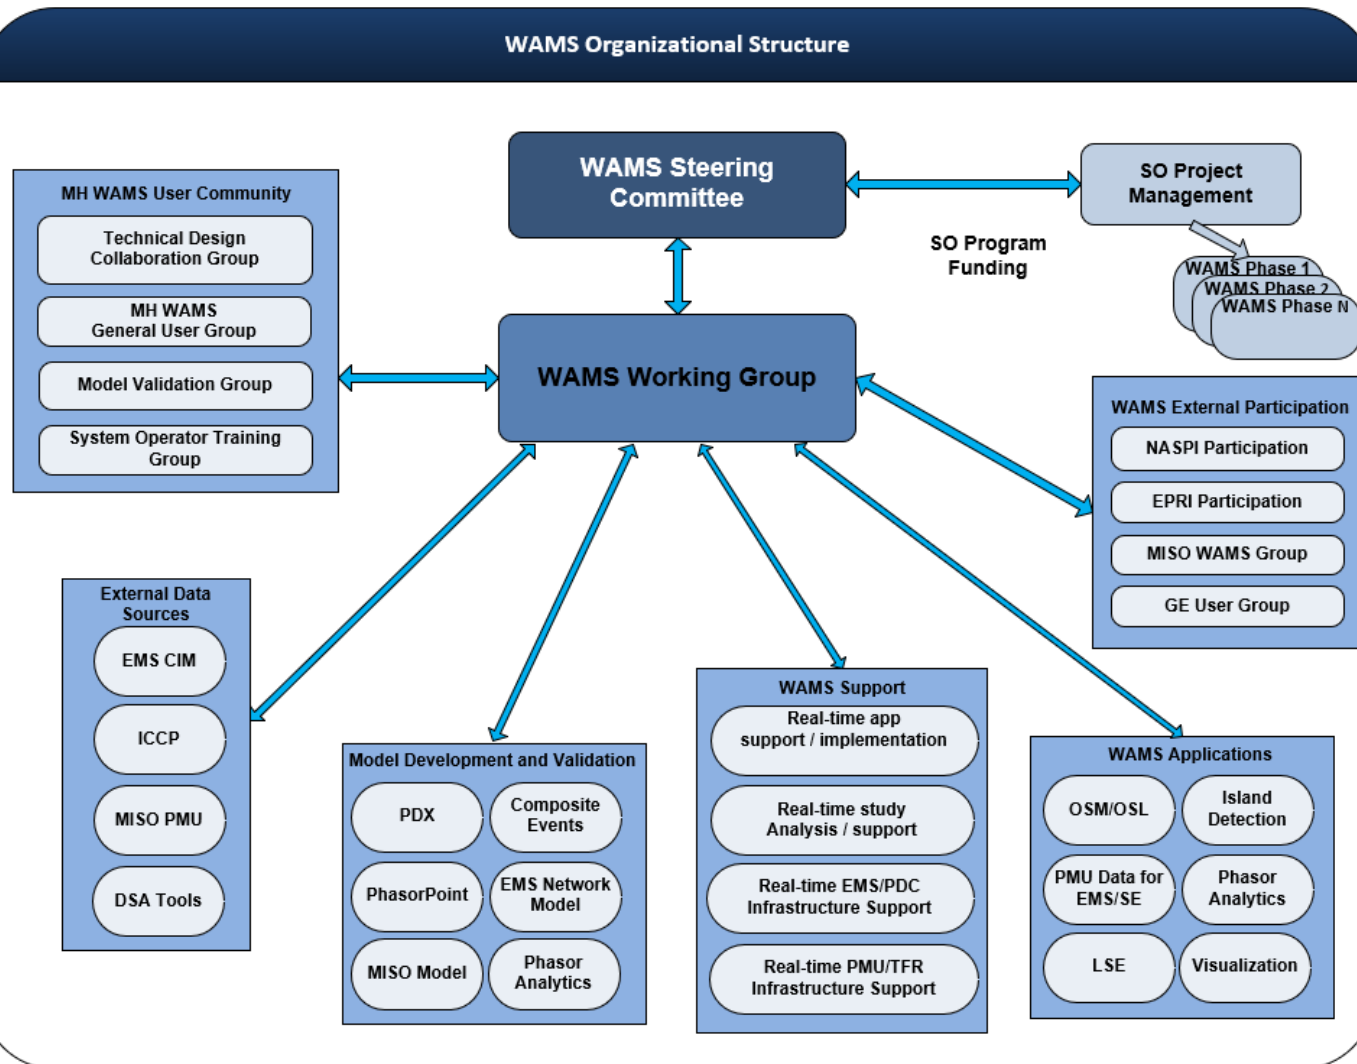 WAMS Organizational Structure
WAMS Steering
Committee
SO Project
Management
SO Program
Funding
WAMS Phase 1
WAMS Phase 2
WAMS Phase N
MH WAMS User Community
Technical Design
Collaboration Group
MH WAMS
General User Group
Model Validation Group
System Operator Training
Group
WAMS Working Group
WAMS External Participation
NASPI Participation
EPRI Participation
MISO WAMS Group
GE User Group
External Data
Sources
EMS CIM
ICCP
MISO PMU
DSA Tools
Model Development and Validation
PDX
Composite
Events
PhasorPoint
EMS Network
Model
MISO Model
Phasor
Analytics
WAMS Support
Real-time app
support / implementation
Real-time study
Analysis / support
Real-time EMS/PDC
Infrastructure Support
Real-time PMU/TFR
Infrastructure Support
WAMS Applications
OSM/OSL
Island
Detection
PMU Data for
EMS/SE
Phasor
Analytics
LSE
Visualization